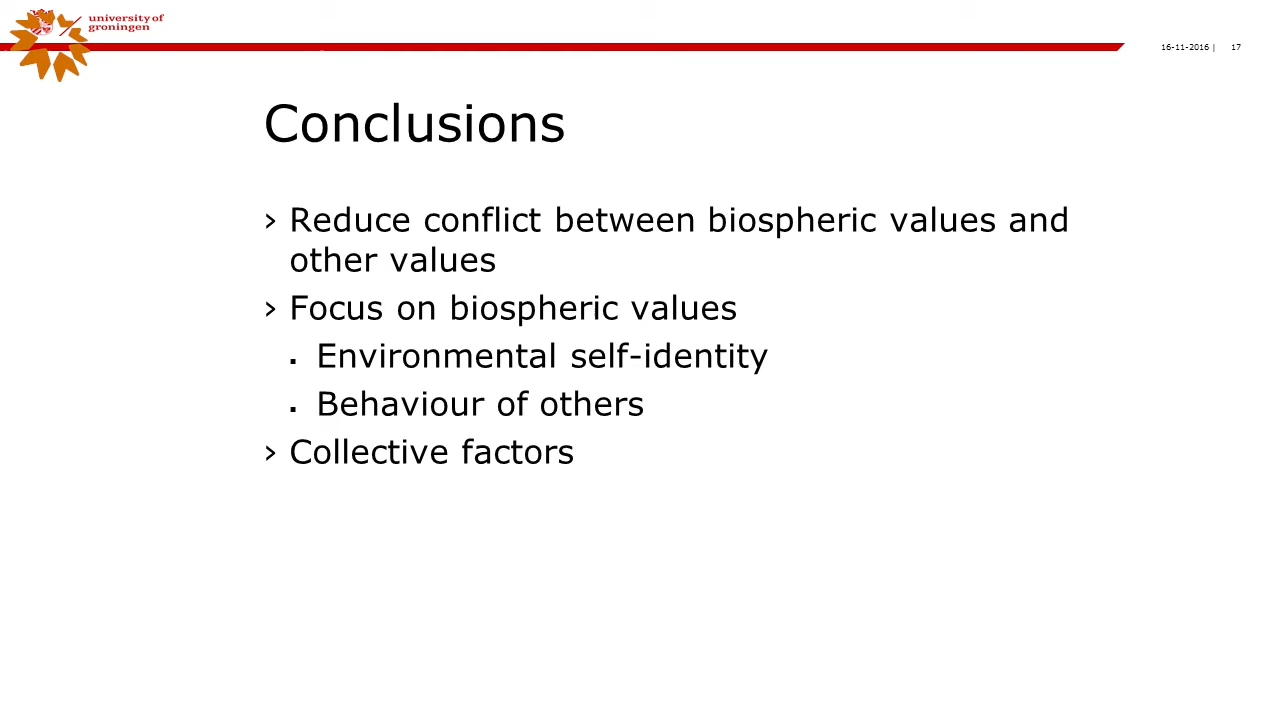 university of
groningen
16-11-2016 | 17
Conclusions
› Reduce conflict between biospheric values and
other values
› Focus on biospheric values
▪ Environmental self-identity
▪ Behaviour of others
› Collective factors